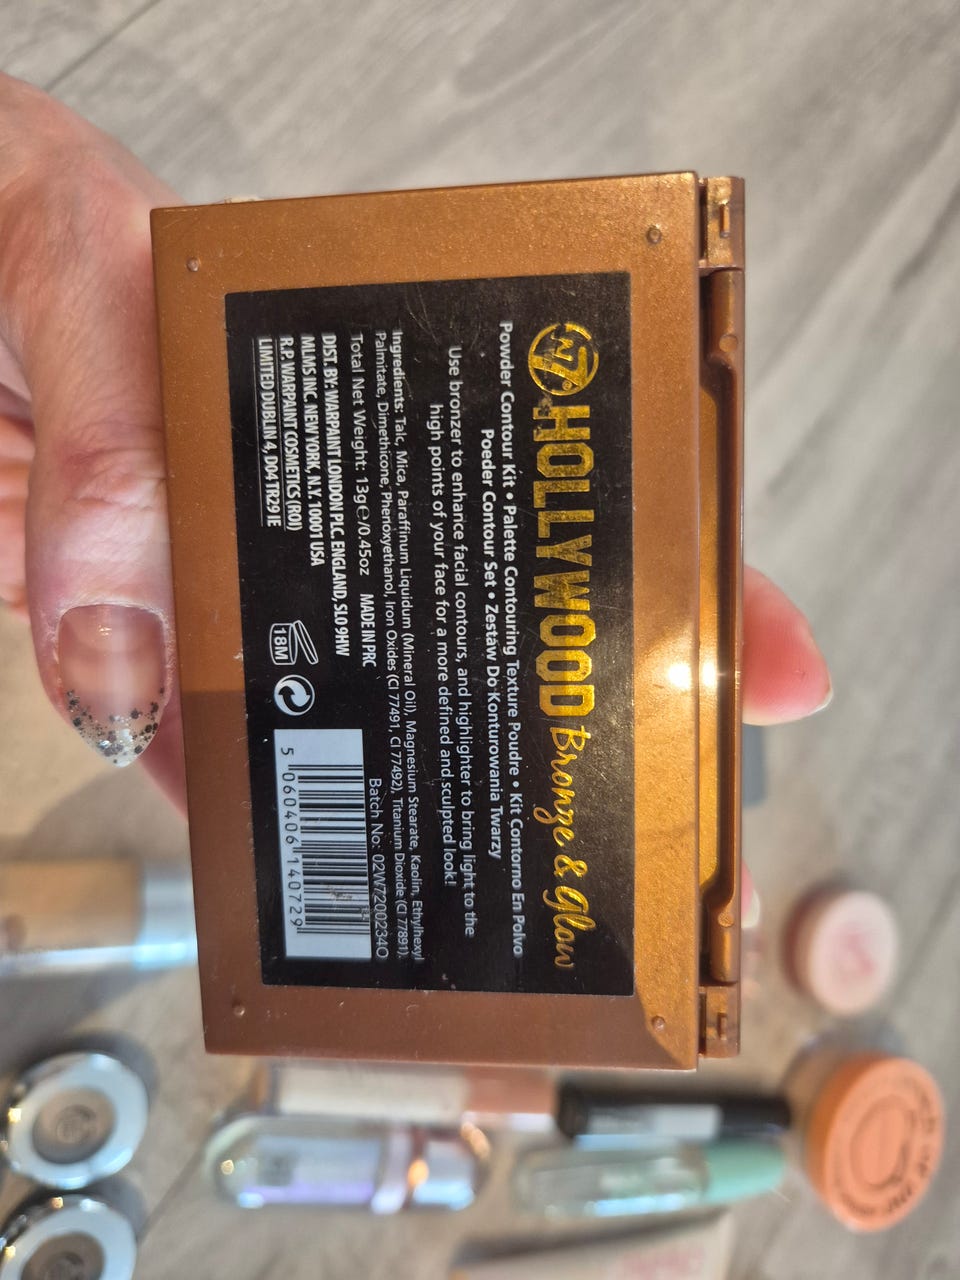 W7 HOLLYWOOD Bronze & Glow
Powder Contour Kit • Palette Contouring Texture Poudre • Kit Contorno En Polvo
Poeder Contour Set • Zestaw Do Konturowania Twarzy
Use bronzer to enhance facial contours, and highlighter to bring light to the
high points of your face for a more defined and sculpted look!
Ingredients: Talc, Mica, Paraffinum Liquidum (Mineral Oil), Magnesium Stearate, Kaolin, Ethylhexyl
Palmitate, Dimethicone, Phenoxyethanol, Iron Oxides (CI 77491, CI 77492), Titanium Dioxide (CI 77891).
Total Net Weight: 13g℮/0.45oz MADE IN PRC
Batch No.: 02W7200234O
DIST. BY: WARPAINT LONDON PLC. ENGLAND, SL0 9HW
MLMS INC. NEW YORK, N.Y. 10001 USA
R.P. WARPAINT COSMETICS (ROI)
LIMITED DUBLIN 4, D04 TR29 IE
18M
5 060406 140729